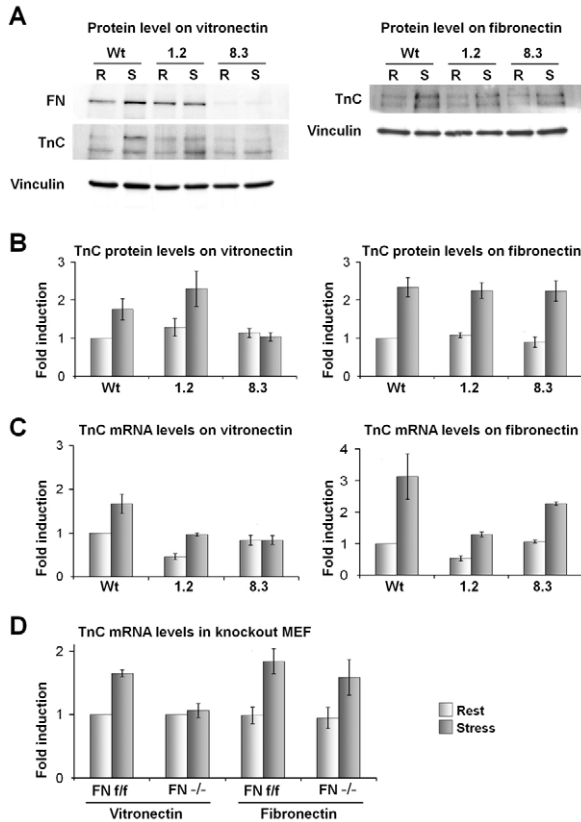 A
Protein level on vitronectin
Wt 1.2 8.3
R S R S R S
FN
TnC
Vinculin
Protein level on fibronectin
Wt 1.2 8.3
R S R S R S
TnC
Vinculin
B
TnC protein levels on vitronectin
Fold induction
3
2
1
0
Wt 1.2 8.3
TnC protein levels on fibronectin
Fold induction
3
2
1
0
Wt 1.2 8.3
C
TnC mRNA levels on vitronectin
Fold induction
3
2
1
0
Wt 1.2 8.3
TnC mRNA levels on fibronectin
Fold induction
4
3
2
1
0
Wt 1.2 8.3
D
TnC mRNA levels in knockout MEF
Fold induction
2
1
0
FN f/f FN -/- FN f/f FN -/-
Vitronectin Fibronectin
Rest
Stress